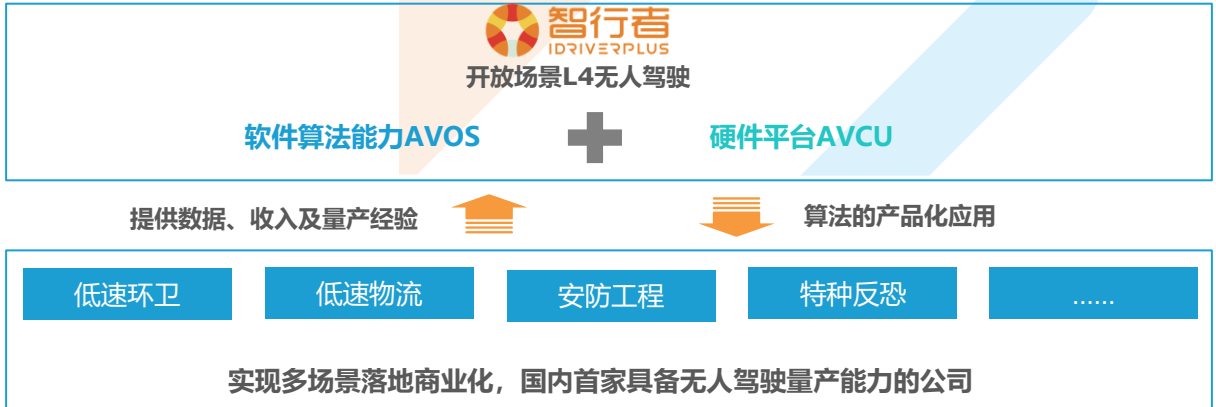 智行者
IDRIVERPLUS
开放场景L4无人驾驶
软件算法能力AVOS
硬件平台AVCU
提供数据、收入及量产经验
算法的产品化应用
低速环卫
低速物流
安防工程
特种反恐
......
实现多场景落地商业化，国内首家具备无人驾驶量产能力的公司